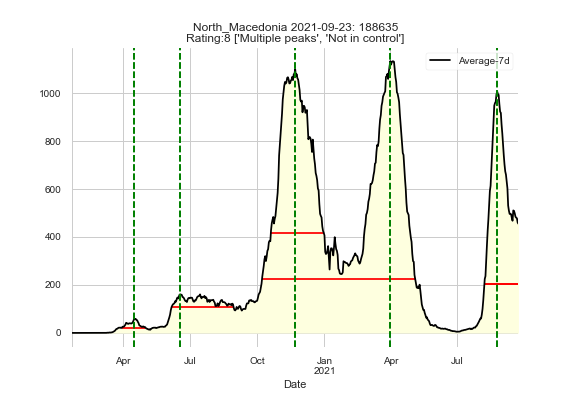 North_Macedonia 2021-09-23: 188635
Rating:8 ['Multiple peaks', 'Not in control']
Average-7d
1000
800
600
400
200
0
Apr
Jul
Oct
Jan
2021
Apr
Jul
Date